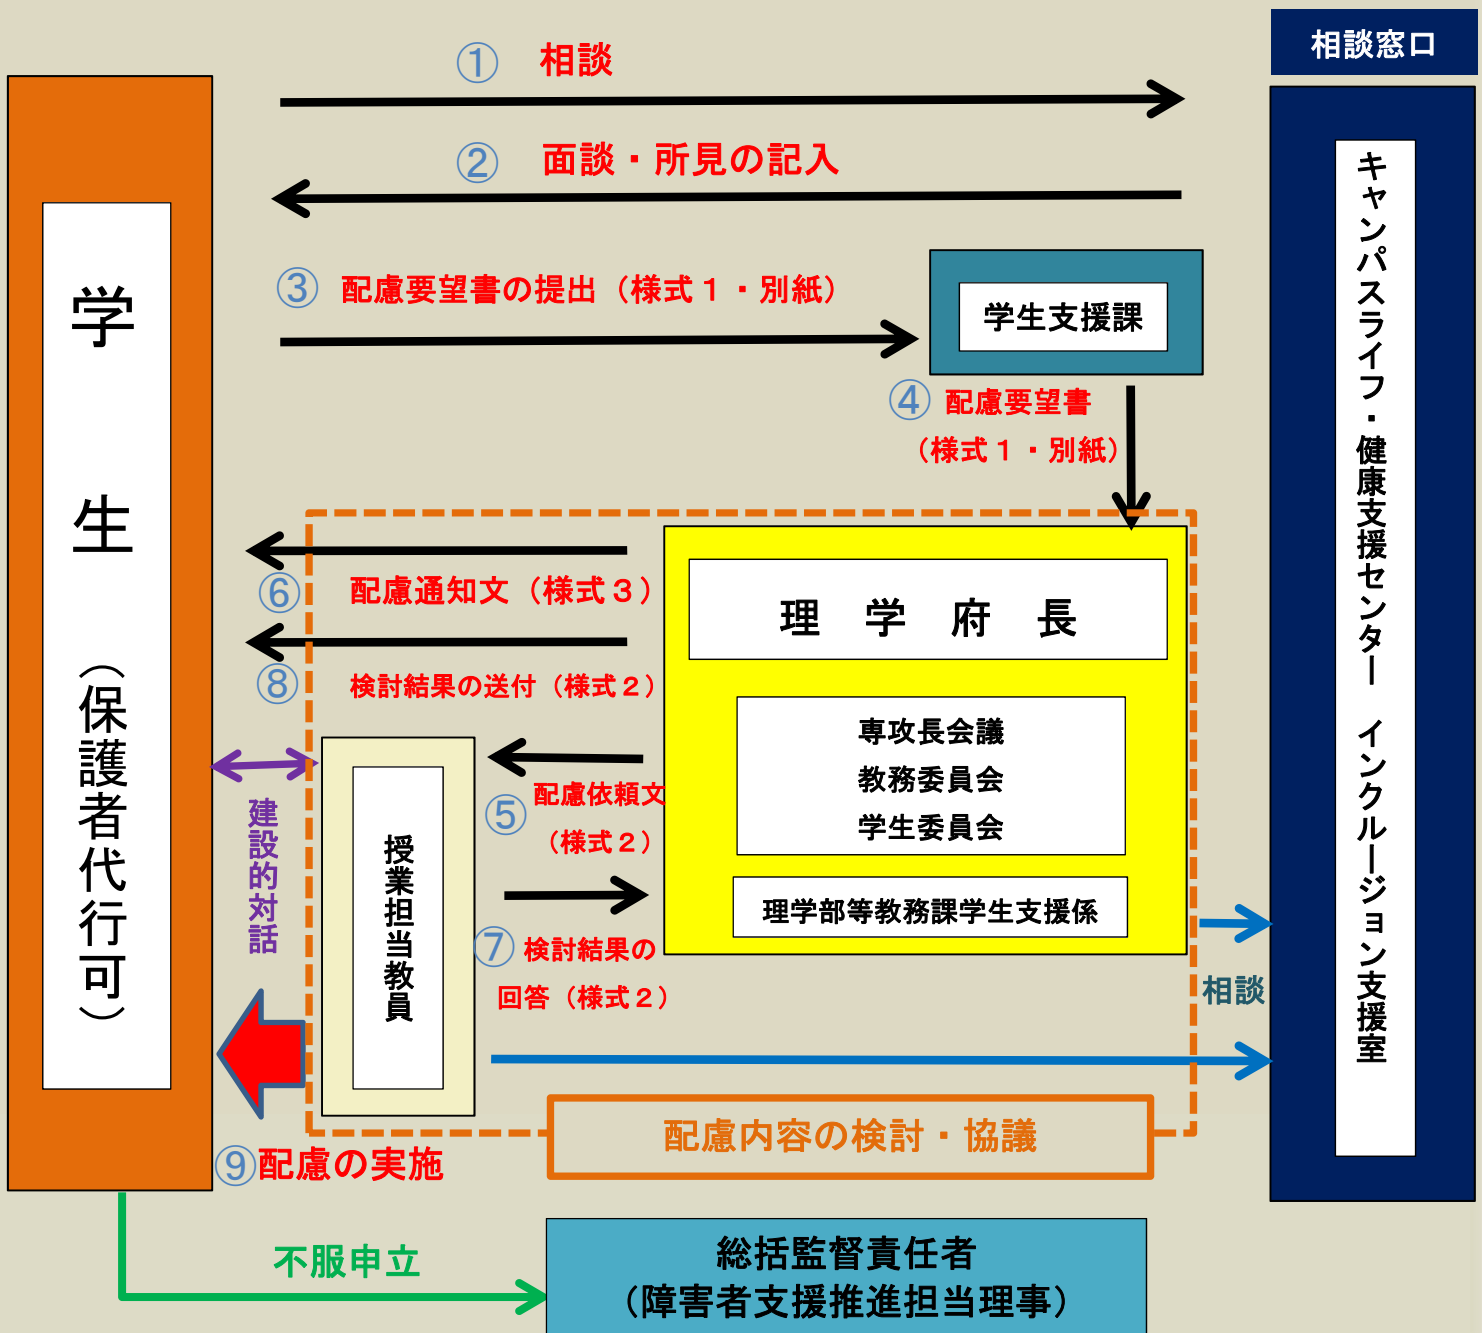 相談窓口
① 相談
② 面談・所見の記入
③ 配慮要望書の提出（様式１・別紙）
学生支援課
④ 配慮要望書
（様式１・別紙）
学生（保護者代行可）
キャンパスライフ・健康支援センター　インクルージョン支援室
⑥ 配慮通知文（様式３）
⑧ 検討結果の送付（様式２）
理　学　府　長
専攻長会議
教務委員会
学生委員会
理学部等教務課学生支援係
⑤ 配慮依頼文
（様式２）
建設的対話
授業担当教員
⑦ 検討結果の
回答（様式２）
相談
配慮内容の検討・協議
⑨配慮の実施
不服申立
総括監督責任者
（障害者支援推進担当理事）